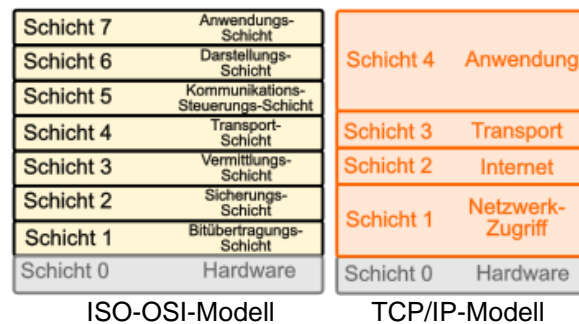 Schicht 7 Anwendungs-
Schicht
Schicht 6 Darstellungs-
Schicht
Schicht 5 Kommunikations-
Steuerungs-Schicht
Schicht 4 Transport-
Schicht
Schicht 3 Vermittlungs-
Schicht
Schicht 2 Sicherungs-
Schicht
Schicht 1 Bitübertragungs-
Schicht
Schicht 0 Hardware
ISO-OSI-Modell
Schicht 4 Anwendung
Schicht 3 Transport
Schicht 2 Internet
Schicht 1 Netzwerk-
Zugriff
Schicht 0 Hardware
TCP/IP-Modell